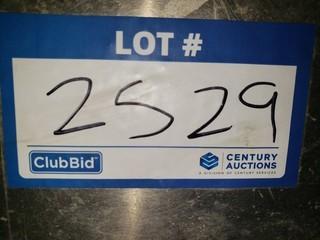 LOT #
2529
ClubBid
CENTURY
AUCTIONS
A DIVISION OF CENTURY SERVICES